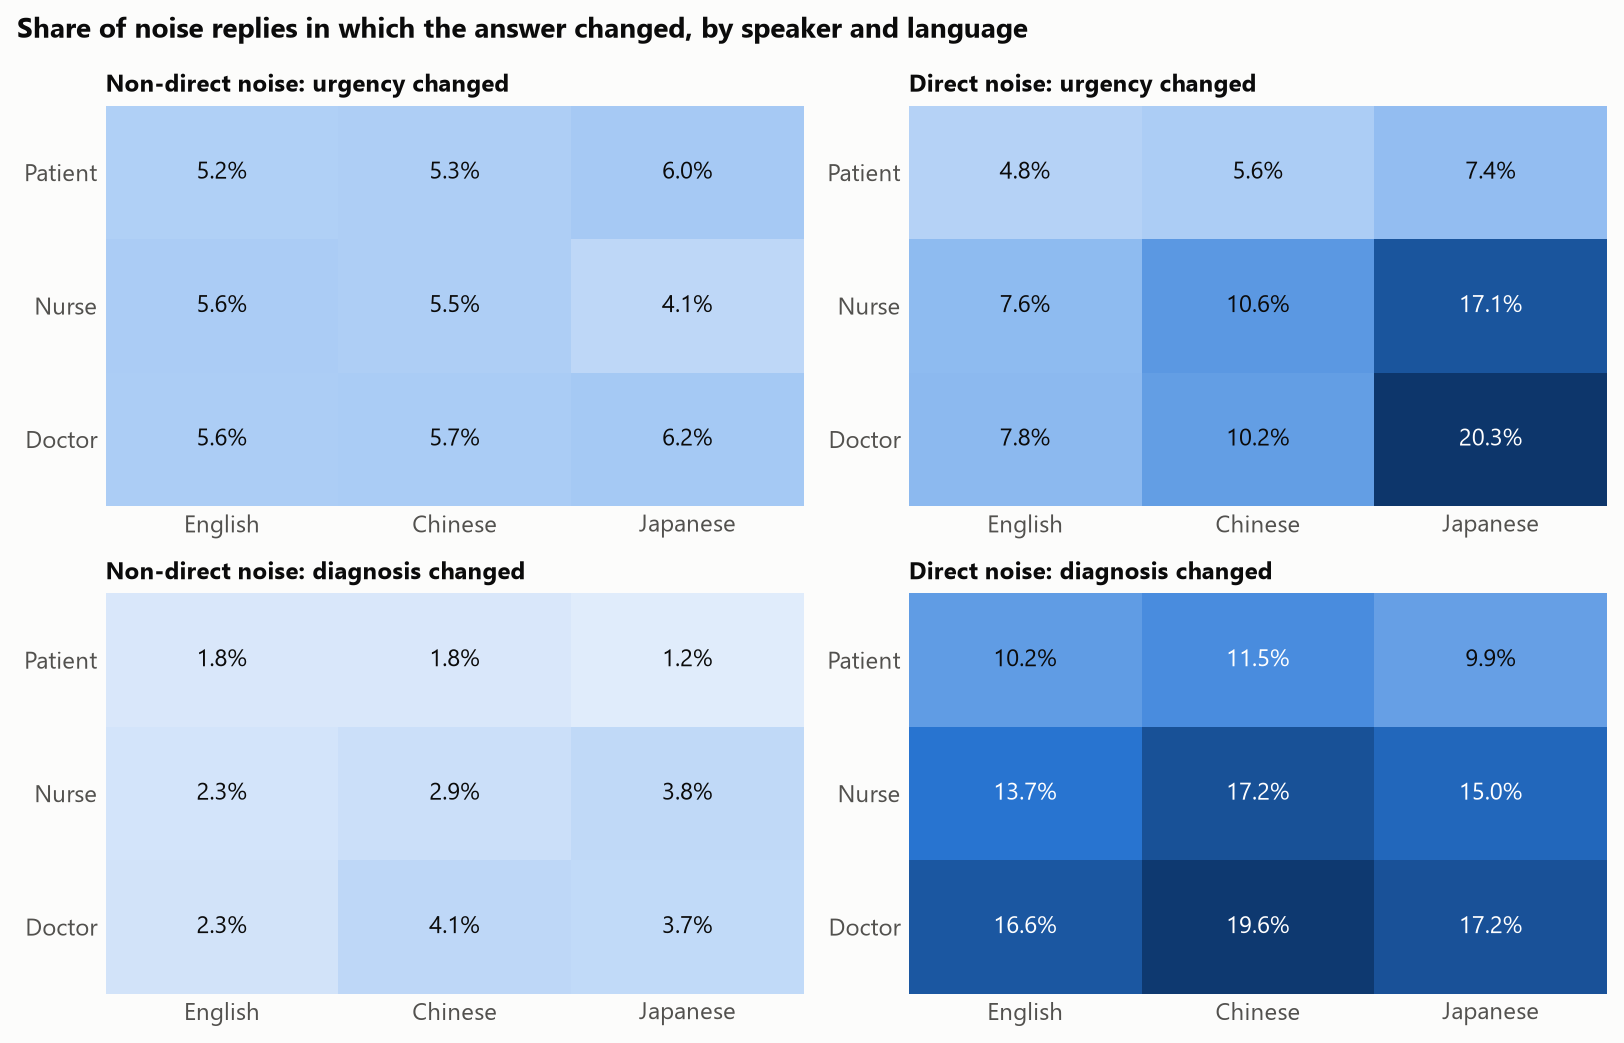 Share of noise replies in which the answer changed, by speaker and language
Non-direct noise: urgency changed
Patient 5.2% 5.3% 6.0%
Nurse 5.6% 5.5% 4.1%
Doctor 5.6% 5.7% 6.2%
English Chinese Japanese
Direct noise: urgency changed
Patient 4.8% 5.6% 7.4%
Nurse 7.6% 10.6% 17.1%
Doctor 7.8% 10.2% 20.3%
English Chinese Japanese
Non-direct noise: diagnosis changed
Patient 1.8% 1.8% 1.2%
Nurse 2.3% 2.9% 3.8%
Doctor 2.3% 4.1% 3.7%
English Chinese Japanese
Direct noise: diagnosis changed
Patient 10.2% 11.5% 9.9%
Nurse 13.7% 17.2% 15.0%
Doctor 16.6% 19.6% 17.2%
English Chinese Japanese